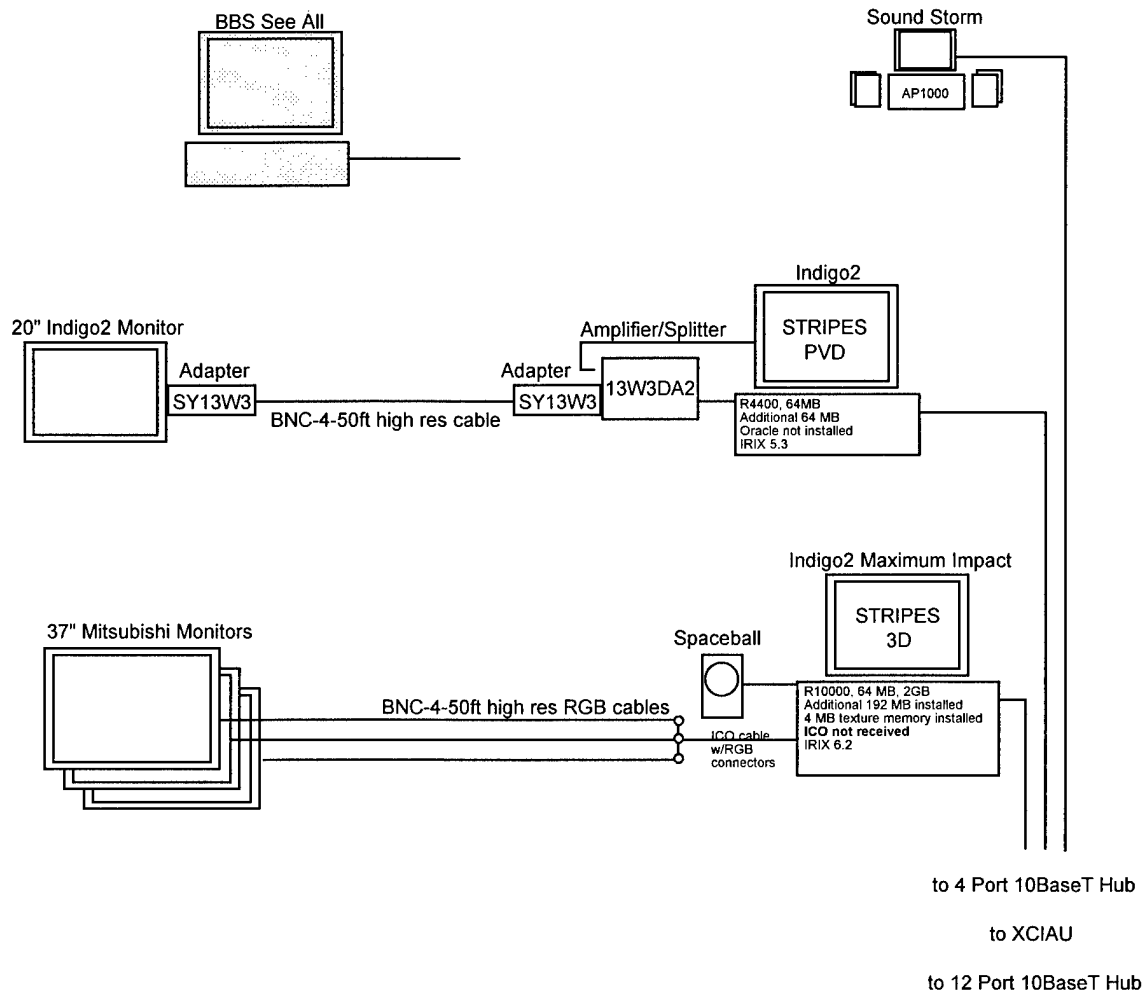 BBS See All
Sound Storm
AP1000
Indigo2
STRIPES
PVD
20" Indigo2 Monitor
Amplifier/Splitter
Adapter
SY13W3
BNC-4-50ft high res cable
Adapter
SY13W3
13W3DA2
R4400, 64MB
Additional 64 MB
Oracle not installed
IRIX 5.3
Indigo2 Maximum Impact
STRIPES
3D
37" Mitsubishi Monitors
Spaceball
BNC-4-50ft high res RGB cables
ICO cable
w/RGB
connectors
R10000, 64 MB, 2GB
Additional 192 MB installed
4 MB texture memory installed
ICO not received
IRIX 6.2
to 4 Port 10BaseT Hub
to XCIAU
to 12 Port 10BaseT Hub